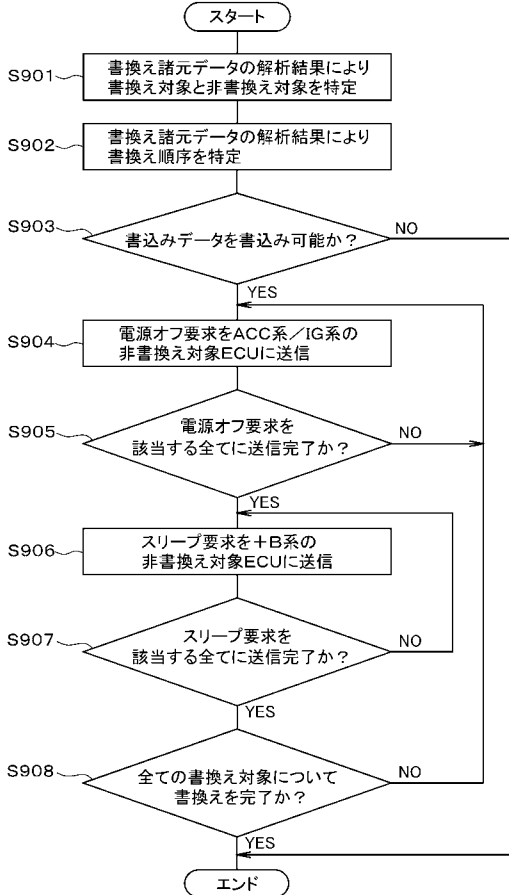 スタート
S901
書換え諸元データの解析結果により
書換え対象と非書換え対象を特定
S902
書換え諸元データの解析結果により
書換え順序を特定
S903
書込みデータを書込み可能か？
NO
YES
S904
電源オフ要求をACC系／IG系の
非書換え対象ECUに送信
S905
電源オフ要求を
該当する全てに送信完了か？
NO
YES
S906
スリープ要求を＋B系の
非書換え対象ECUに送信
S907
スリープ要求を
該当する全てに送信完了か？
NO
YES
S908
全ての書換え対象について
書換えを完了か？
NO
YES
エンド